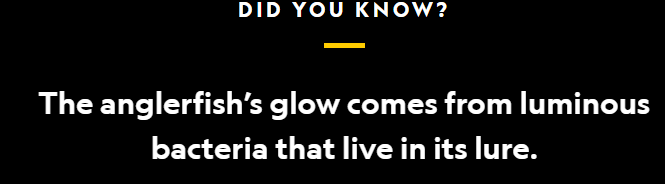 DID YOU KNOW?
The anglerfish’s glow comes from luminous
bacteria that live in its lure.